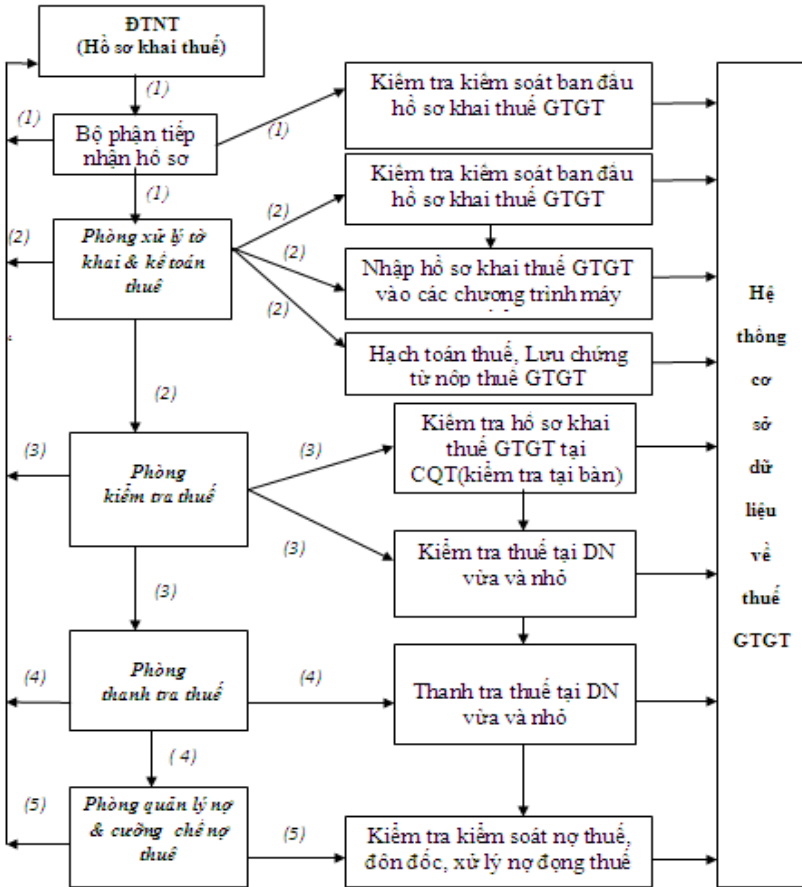 ĐTNT
(Hồ sơ khai thuế)
(1)
(1)
Bộ phận tiếp
nhận hồ sơ
(1)
Kiểm tra kiểm soát ban đầu
hồ sơ khai thuế GTGT
(1)
Kiểm tra kiểm soát ban đầu
hồ sơ khai thuế GTGT
(2)
Phòng xử lý tờ
khai & kế toán
thuế
(2)
(2)
(2)
Nhập hồ sơ khai thuế GTGT
vào các chương trình máy
Hạch toán thuế, Lưu chứng
từ nộp thuế GTGT
(2)
(3)
Phòng
kiểm tra thuế
(3)
(3)
Kiểm tra hồ sơ khai
thuế GTGT tại
CQT(kiểm tra tại bàn)
Kiểm tra thuế tại DN
vừa và nhỏ
(3)
(4)
Phòng
thanh tra thuế
(4)
Thanh tra thuế tại DN
vừa và nhỏ
( 4)
(5)
Phòng quản lý nợ
& cưỡng chế nợ
thuế
(5)
Kiểm tra kiểm soát nợ thuế,
đôn đốc, xử lý nợ đọng thuế
Hệ
thông
cơ
sở
dữ
liệu
về
thuế
GTGT